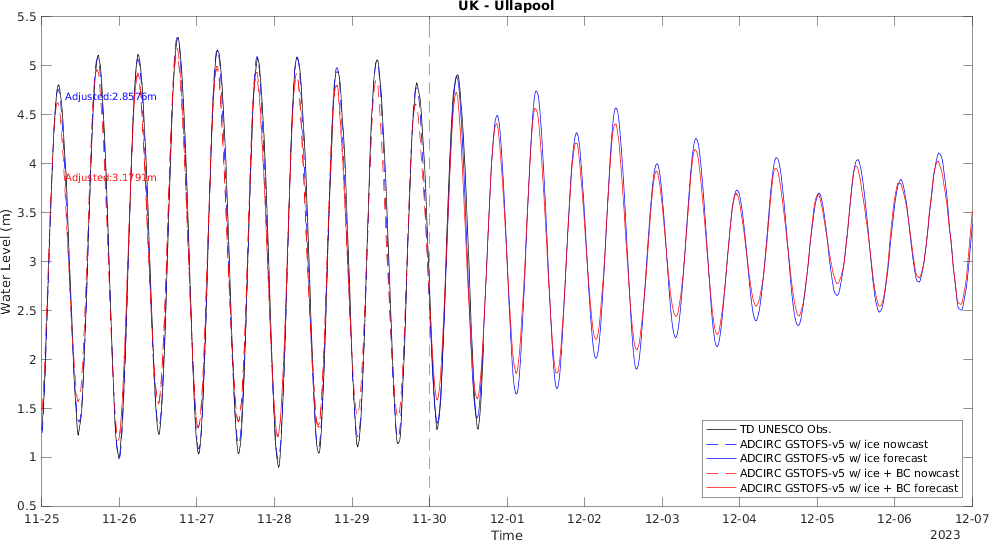 UK - Ullapool
5.5
5
4.5
4
3.5
3
2.5
2
1.5
1
0.5
Water Level (m)
Adjusted:2.8576m
Adjusted:3.1791m
TD UNESCO Obs.
ADCIRC GSTOFS-v5 w/ ice nowcast
ADCIRC GSTOFS-v5 w/ ice forecast
ADCIRC GSTOFS-v5 w/ ice + BC nowcast
ADCIRC GSTOFS-v5 w/ ice + BC forecast
11-25 11-26 11-27 11-28 11-29 11-30 12-01 12-02 12-03 12-04 12-05 12-06 12-07
Time
2023